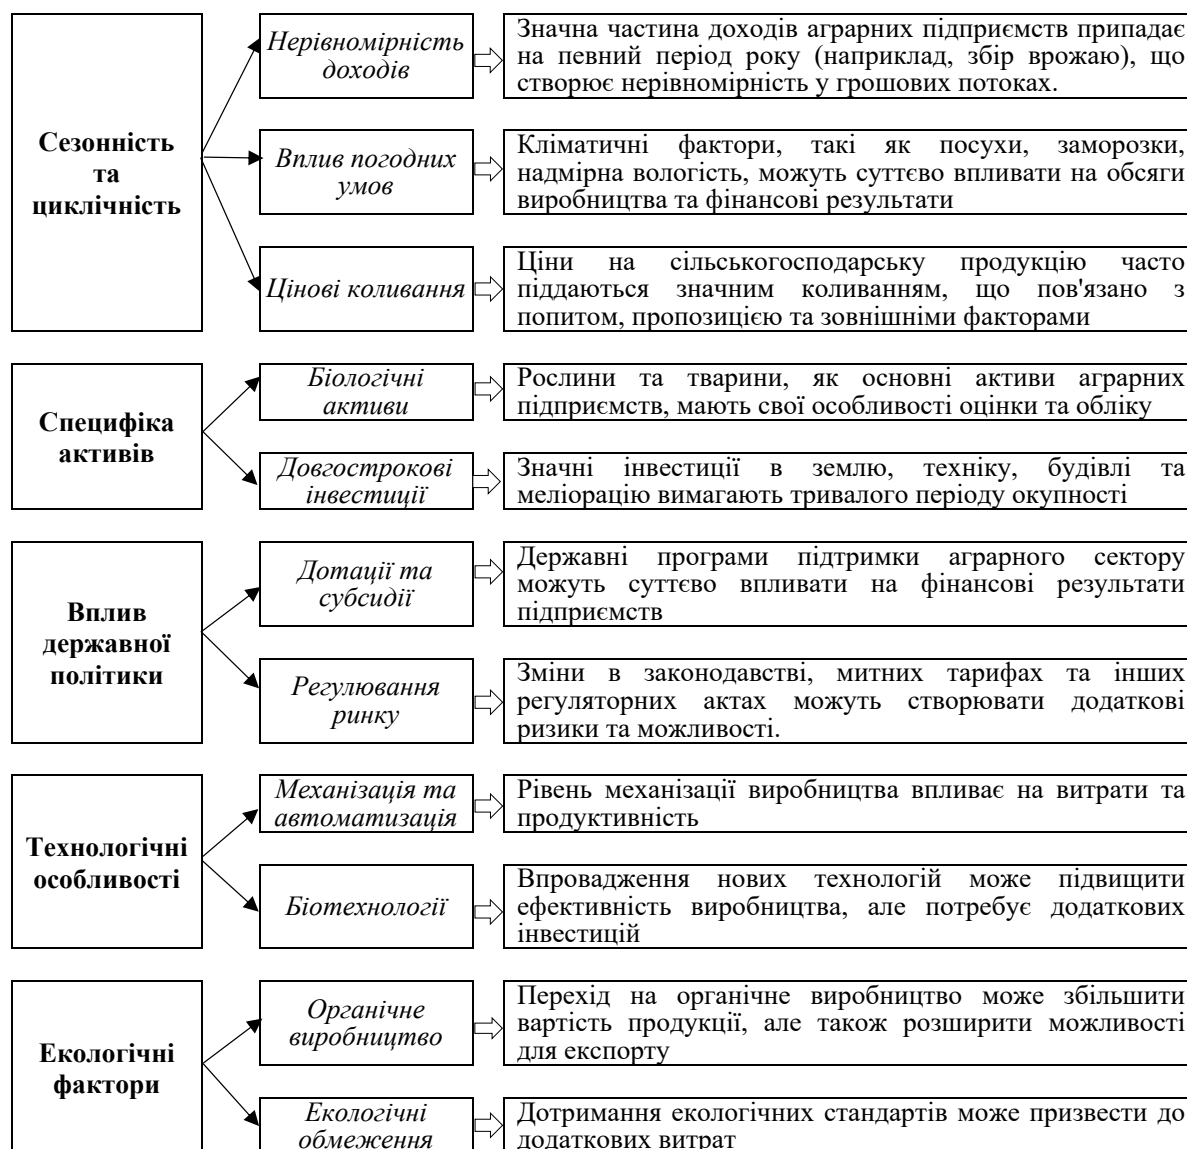 Сезонність
та
циклічність
Нерівномірність
доходів
Значна частина доходів аграрних підприємств припадає
на певний період року (наприклад, збір врожаю), що
створює нерівномірність у грошових потоках.
Вплив погодних
умов
Кліматичні фактори, такі як посухи, заморозки,
надмірна вологість, можуть суттєво впливати на обсяги
виробництва та фінансові результати
Цінові коливання
Ціни на сільськогосподарську продукцію часто
піддаються значним коливанням, що пов'язано з
попитом, пропозицією та зовнішніми факторами
Специфіка
активів
Біологічні
активи
Рослини та тварини, як основні активи аграрних
підприємств, мають свої особливості оцінки та обліку
Довгострокові
інвестиції
Значні інвестиції в землю, техніку, будівлі та
меліорацію вимагають тривалого періоду окупності
Вплив
державної
політики
Дотації та
субсидії
Державні програми підтримки аграрного сектору
можуть суттєво впливати на фінансові результати
підприємств
Регулювання
ринку
Зміни в законодавстві, митних тарифах та інших
регуляторних актах можуть створювати додаткові
ризики та можливості.
Технологічні
особливості
Механізація та
автоматизація
Рівень механізації виробництва впливає на витрати та
продуктивність
Біотехнології
Впровадження нових технологій може підвищити
ефективність виробництва, але потребує додаткових
інвестицій
Екологічні
фактори
Органічне
виробництво
Перехід на органічне виробництво може збільшити
вартість продукції, але також розширити можливості
для експорту
Екологічні
обмеження
Дотримання екологічних стандартів може призвести до
додаткових витрат